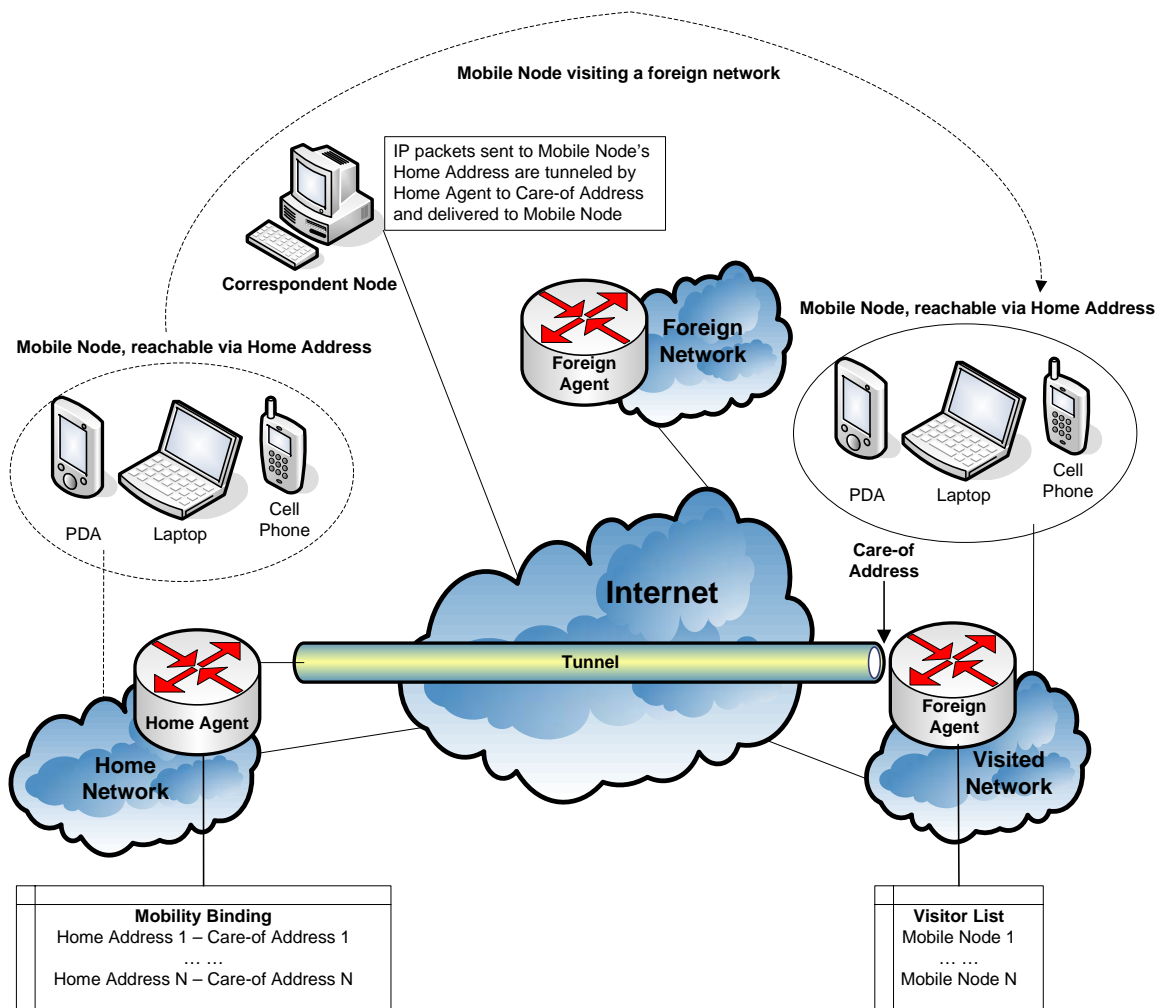 Mobile Node visiting a foreign network
IP packets sent to Mobile Node's
Home Address are tunneled by
Home Agent to Care-of Address
and delivered to Mobile Node
Correspondent Node
Mobile Node, reachable via Home Address
Mobile Node, reachable via Home Address
Foreign
Agent
Foreign
Network
PDA
Laptop
Cell
Phone
PDA
Laptop
Cell
Phone
Care-of
Address
Internet
Tunnel
Home Agent
Home
Network
Foreign
Agent
Visited
Network
Mobility Binding
Home Address 1 – Care-of Address 1
... ...
Home Address N – Care-of Address N
Visitor List
Mobile Node 1
... ...
Mobile Node N